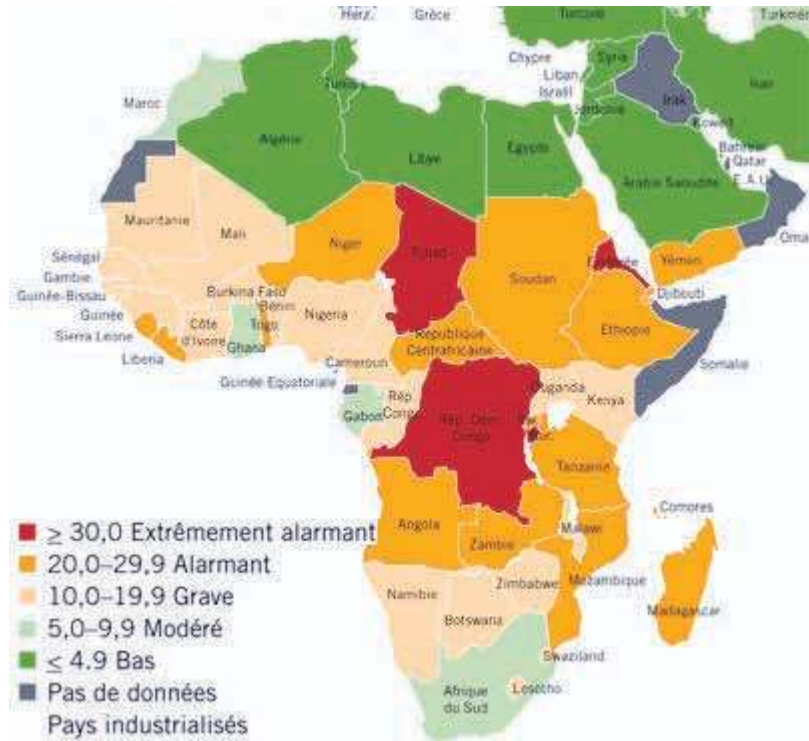 Herz.
Grèce
Turquie
Turkmén
Chypre
Syrie
Liban
Israël
Irak
Iran
Jordanie
Koweït
Bahreïn
Qatar
E.A.U.
Maroc
Tunisie
Algérie
Libye
Egypte
Arabie Saoudite
Oman
Mauritanie
Mali
Niger
Tchad
Soudan
Erythrée
Yémen
Djibouti
Sénégal
Gambie
Guinée-Bissau
Guinée
Sierra Leone
Liberia
Côte
d'Ivoire
Burkina Faso
Ghana
Togo
Bénin
Nigeria
Cameroun
République
Centrafricaine
Ethiopie
Somalie
Guinée Equatoriale
Gabon
Rép.
Congo
Rép. Dém.
Congo
Ouganda
Kenya
Tanzanie
Comores
Angola
Zambie
Malawi
Mozambique
Madagascar
Zimbabwe
Namibie
Botswana
Swaziland
Lesotho
Afrique
du Sud
≥ 30,0 Extrêmement alarmant
20,0–29,9 Alarmant
10,0–19,9 Grave
5,0–9,9 Modéré
≤ 4.9 Bas
Pas de données
Pays industrialisés